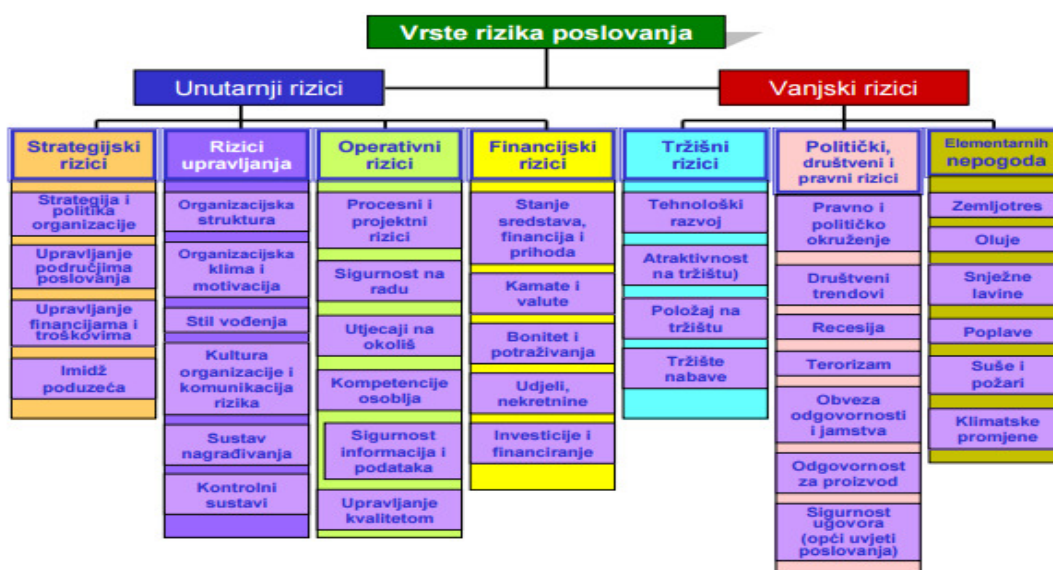 Vrste rizika poslovanja
Unutarnji rizici
Vanjski rizici
Strategijski
rizici
Strategija i
politika
organizacije
Upravljanje
područjima
poslovanja
Upravljanje
financijama i
troškovima
Imidž
poduzeća
Rizici
upravljanja
Organizacijska
struktura
Organizacijska
klima i
motivacija
Stil vođenja
Kultura
organizacije i
komunikacija
rizika
Sustav
nagrađivanja
Kontrolni
sustavi
Operativni
rizici
Procesni i
projektni
rizici
Sigurnost na
radu
Utjecaji na
okoliš
Kompetencije
osoblja
Sigurnost
informacija i
podataka
Upravljanje
kvalitetom
Financijski
rizici
Stanje
sredstava,
financija i
prihoda
Kamate i
valute
Bonitet i
potraživanja
Udjeli,
nekretnine
Investicije i
financiranje
Tržišni
rizici
Tehnološki
razvoj
Atraktivnost
na tržištu)
Položaj na
tržištu
Tržište
nabave
Politički,
društveni i
pravni rizici
Pravno i
političko
okruženje
Društveni
trendovi
Recesija
Terorizam
Obveza
odgovornosti
i jamstva
Odgovornost
za proizvod
Sigurnost
ugovora
(opći uvjeti
poslovanja)
Elementarnih
nepogoda
Zemljotres
Oluje
Snježne
lavine
Poplave
Suše i
požari
Klimatske
promjene